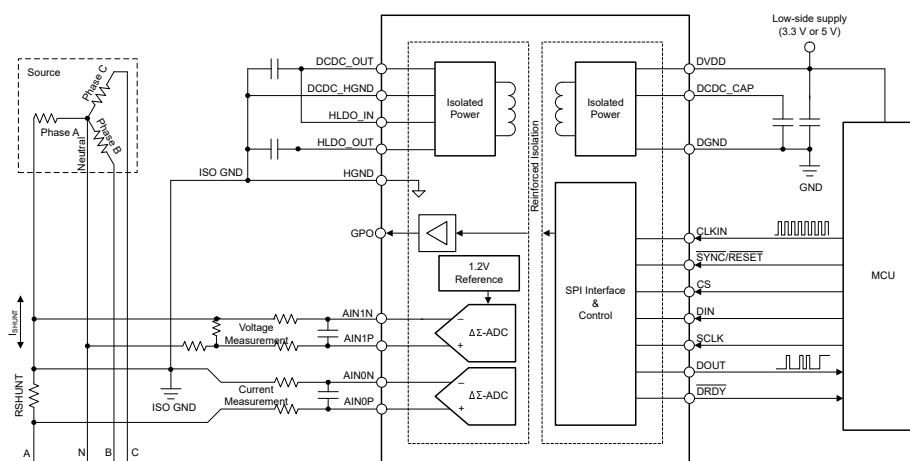 Low-side supply
(3.3 V or 5 V)
Source
Phase C
Phase A
Phase B
Neutral
DCDC_OUT
DCDC_HGND
HLDO_IN
HLDO_OUT
ISO GND
HGND
GPO
Isolated
Power
Reinforced Isolation
Isolated
Power
DVDD
DCDC_CAP
DGND
GND
1.2V
Reference
SPI Interface
&
Control
CLKIN
SYNC/RESET
CS
DIN
SCLK
DOUT
DRDY
MCU
ISHUNT
AIN1N
Voltage
Measurement
AIN1P
ΔΣ-ADC
−
+
RSHUNT
ISO GND
AIN0N
Current
Measurement
AIN0P
ΔΣ-ADC
−
+
A
N
B
C